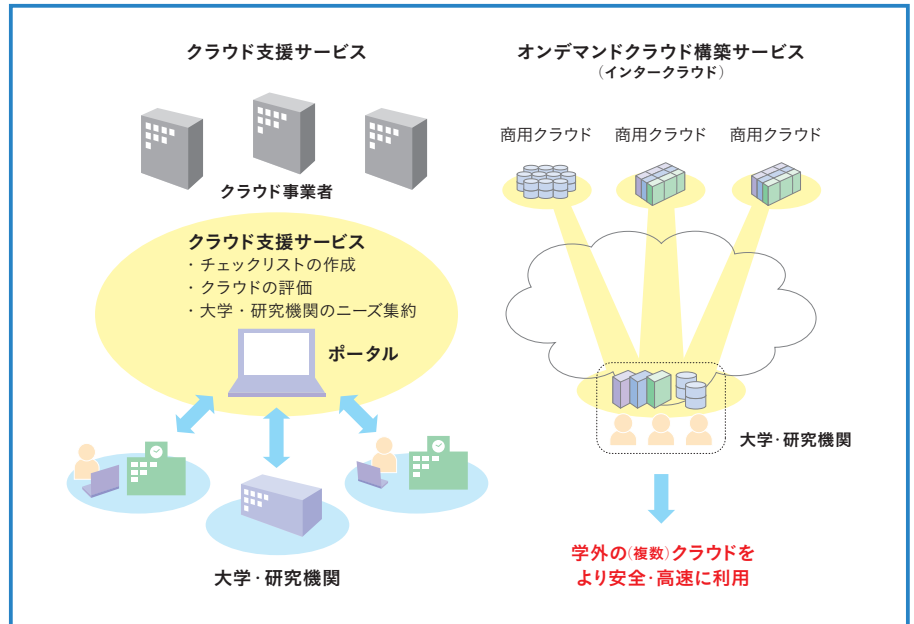 クラウド支援サービス
クラウド事業者
クラウド支援サービス
・チェックリストの作成
・クラウドの評価
・大学・研究機関のニーズ集約
ポータル
大学・研究機関
オンデマンドクラウド構築サービス
（インタークラウド）
商用クラウド 商用クラウド 商用クラウド
大学・研究機関
学外の(複数)クラウドを
より安全・高速に利用